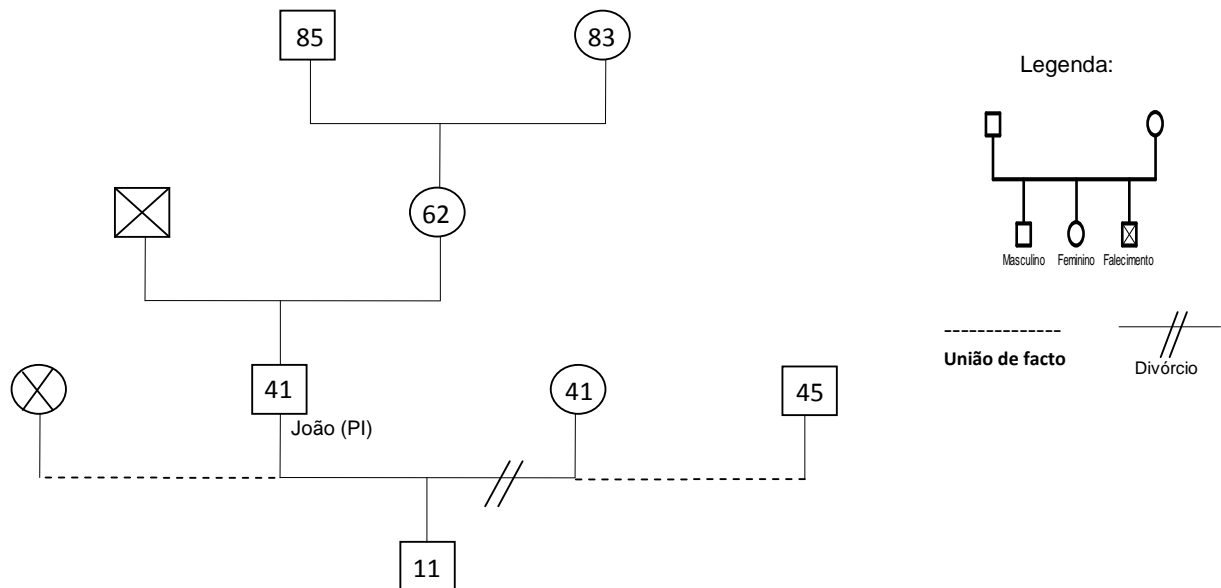 85
83
Legenda:
62
Masculino
Feminino
Falecimento
41
João (PI)
41
45
União de facto
Divórcio
11